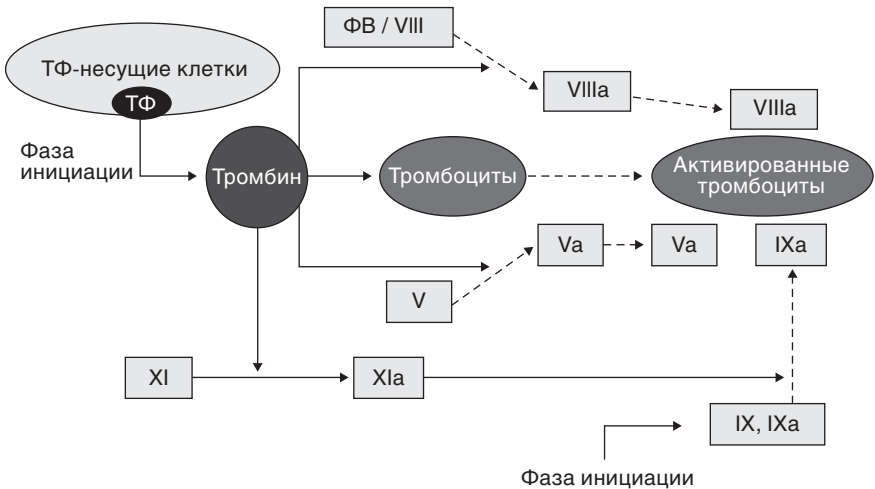 ФВ / VIII
ТФ-несущие клетки
ТФ
VIIIa
VIIIa
Фаза
инициации
Тромбин
Тромбоциты
Активированные
тромбоциты
Va
Va
IXa
V
XI
XIa
IX, IXa
Фаза инициации